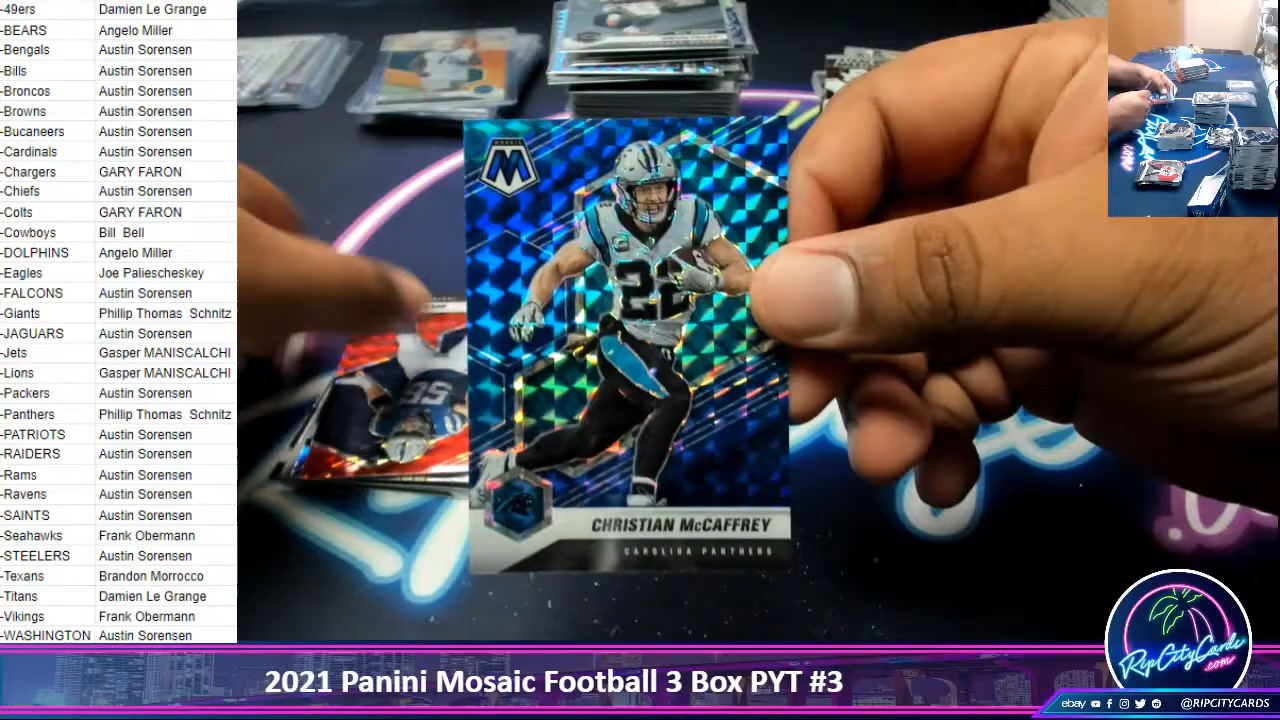 -49ers Damien Le Grange
-BEARS Angelo Miller
-Bengals Austin Sorensen
-Bills Austin Sorensen
-Broncos Austin Sorensen
-Browns Austin Sorensen
-Bucaneers Austin Sorensen
-Cardinals Austin Sorensen
-Chargers GARY FARON
-Chiefs Austin Sorensen
-Colts GARY FARON
-Cowboys Bill Bell
-DOLPHINS Angelo Miller
-Eagles Joe Paliescheskey
-FALCONS Austin Sorensen
-Giants Phillip Thomas Schnitz
-JAGUARS Austin Sorensen
-Jets Gasper MANISCALCHI
-Lions Gasper MANISCALCHI
-Packers Austin Sorensen
-Panthers Phillip Thomas Schnitz
-PATRIOTS Austin Sorensen
-RAIDERS Austin Sorensen
-Rams Austin Sorensen
-Ravens Austin Sorensen
-SAINTS Austin Sorensen
-Seahawks Frank Obermann
-STEELERS Austin Sorensen
-Texans Brandon Morrocco
-Titans Damien Le Grange
-Vikings Frank Obermann
-WASHINGTON Austin Sorensen
MOSAIC
M
22
CHRISTIAN McCAFFREY
CAROLINA PANTHERS
RipCityCards
.com
2021 Panini Mosaic Football 3 Box PYT #3
ebay @RIPCITYCARDS